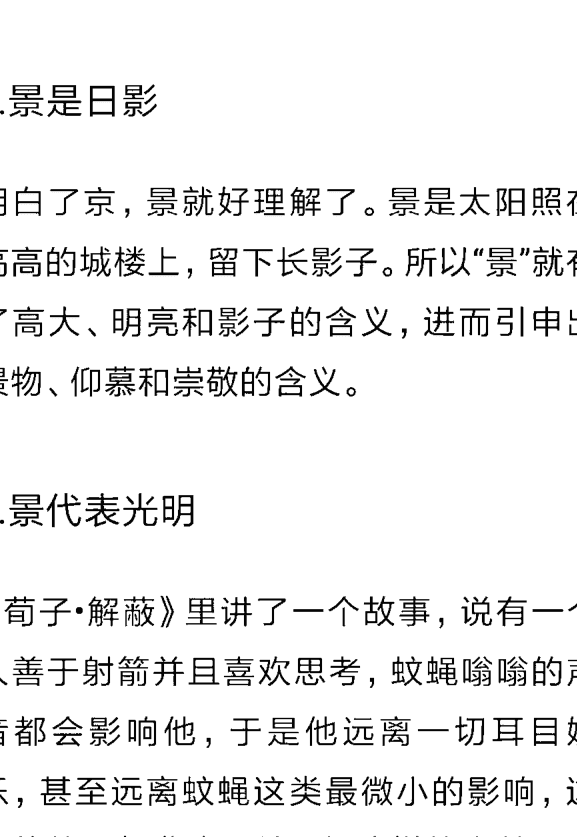 .景是日影
明白了京，景就好理解了。景是太阳照在
高高的城楼上，留下长影子。所以“景”就有
了高大、明亮和影子的含义，进而引申出
景物、仰慕和崇敬的含义。
.景代表光明
荀子•解蔽》里讲了一个故事，说有一个
人善于射箭并且喜欢思考，蚊蝇嗡嗡的声
音都会影响他，于是他远离一切耳目娱
乐，甚至远离蚊蝇这类最微小的影响，这